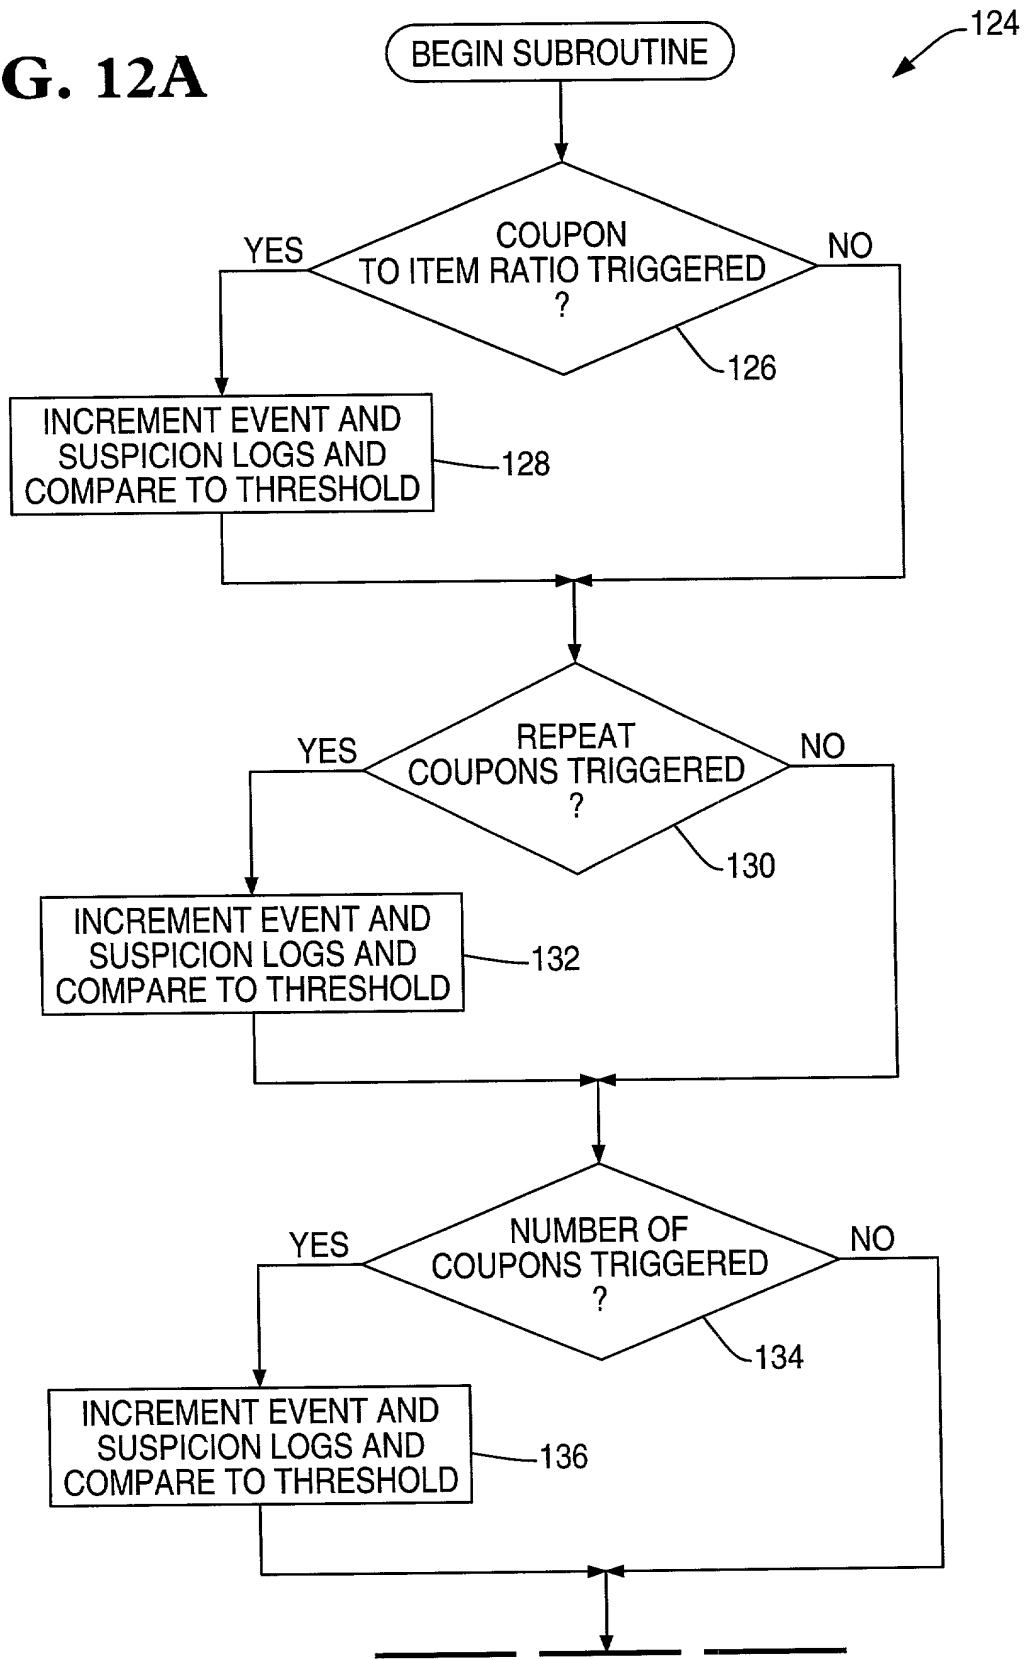 124
G. 12A
BEGIN SUBROUTINE
COUPON
TO ITEM RATIO TRIGGERED
?
YES
NO
126
INCREMENT EVENT AND
SUSPICION LOGS AND
COMPARE TO THRESHOLD
128
REPEAT
COUPONS TRIGGERED
?
YES
NO
130
INCREMENT EVENT AND
SUSPICION LOGS AND
COMPARE TO THRESHOLD
132
NUMBER OF
COUPONS TRIGGERED
?
YES
NO
134
INCREMENT EVENT AND
SUSPICION LOGS AND
COMPARE TO THRESHOLD
136